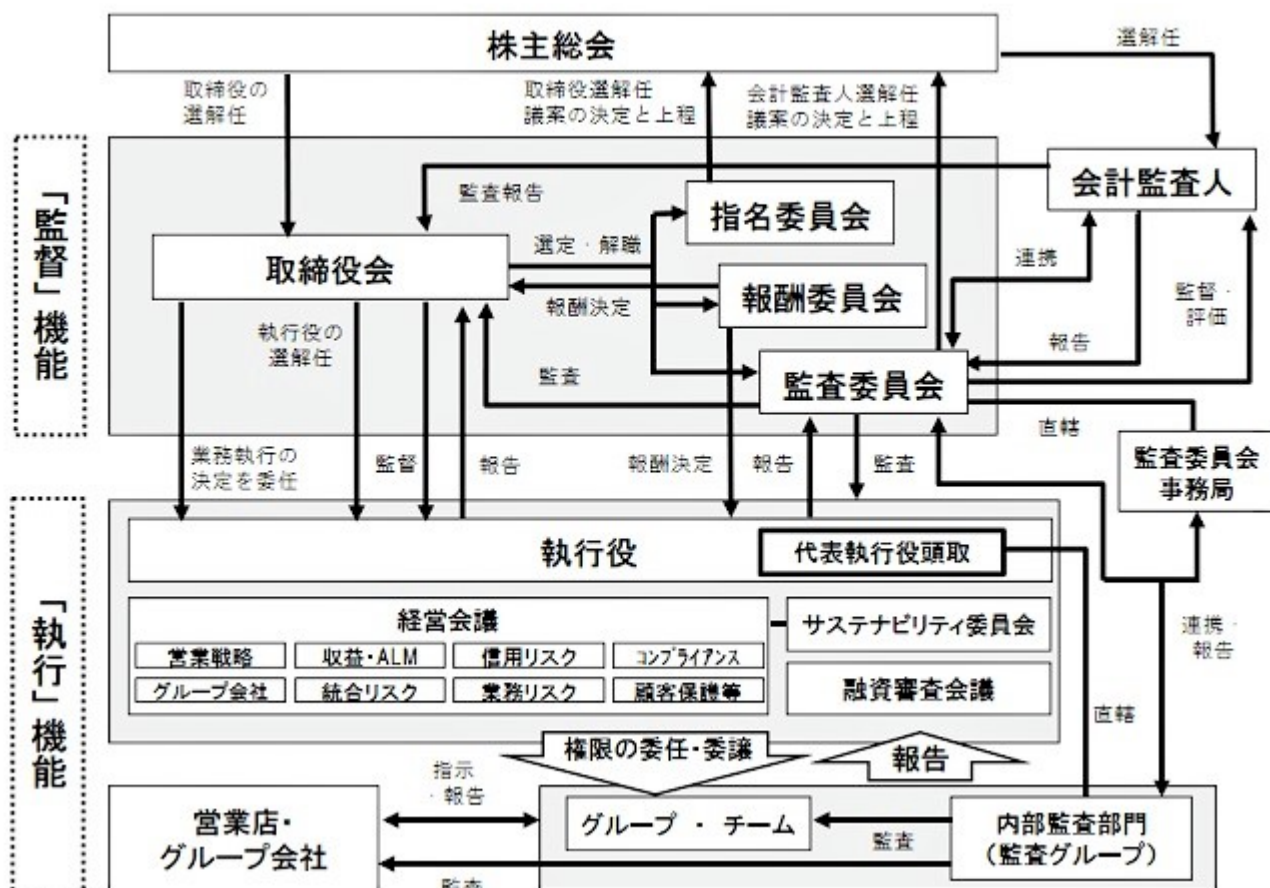 株主総会
選解任
取締役の
選解任
取締役選解任
議案の決定と上程
会計監査人選解任
議案の決定と上程
「監督」機能
監査報告
会計監査人
指名委員会
選定・解職
取締役会
連携
報酬委員会
報酬決定
監督・
評価
執行役の
選解任
報告
監査
監査委員会
直轄
業務執行の
決定を委任
監督
報告
報酬決定
報告
監査
監査委員会
事務局
「執行」機能
執行役
代表執行役頭取
経営会議
サステナビリティ委員会
営業戦略
収益・ALM
信用リスク
コンプライアンス
グループ会社
統合リスク
業務リスク
顧客保護等
融資審査会議
連携・
報告
直轄
権限の委任・委譲
報告
指示
・報告
営業店・
グループ会社
グループ ・ チーム
内部監査部門
（監査グループ）
監査
監査